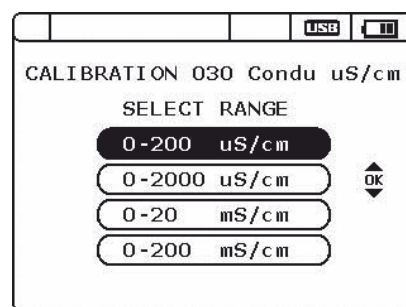 USB
CALIBRATION 030 Condu uS/cm
SELECT RANGE
0-200 uS/cm
0-2000 uS/cm
OK
0-20 mS/cm
0-200 mS/cm